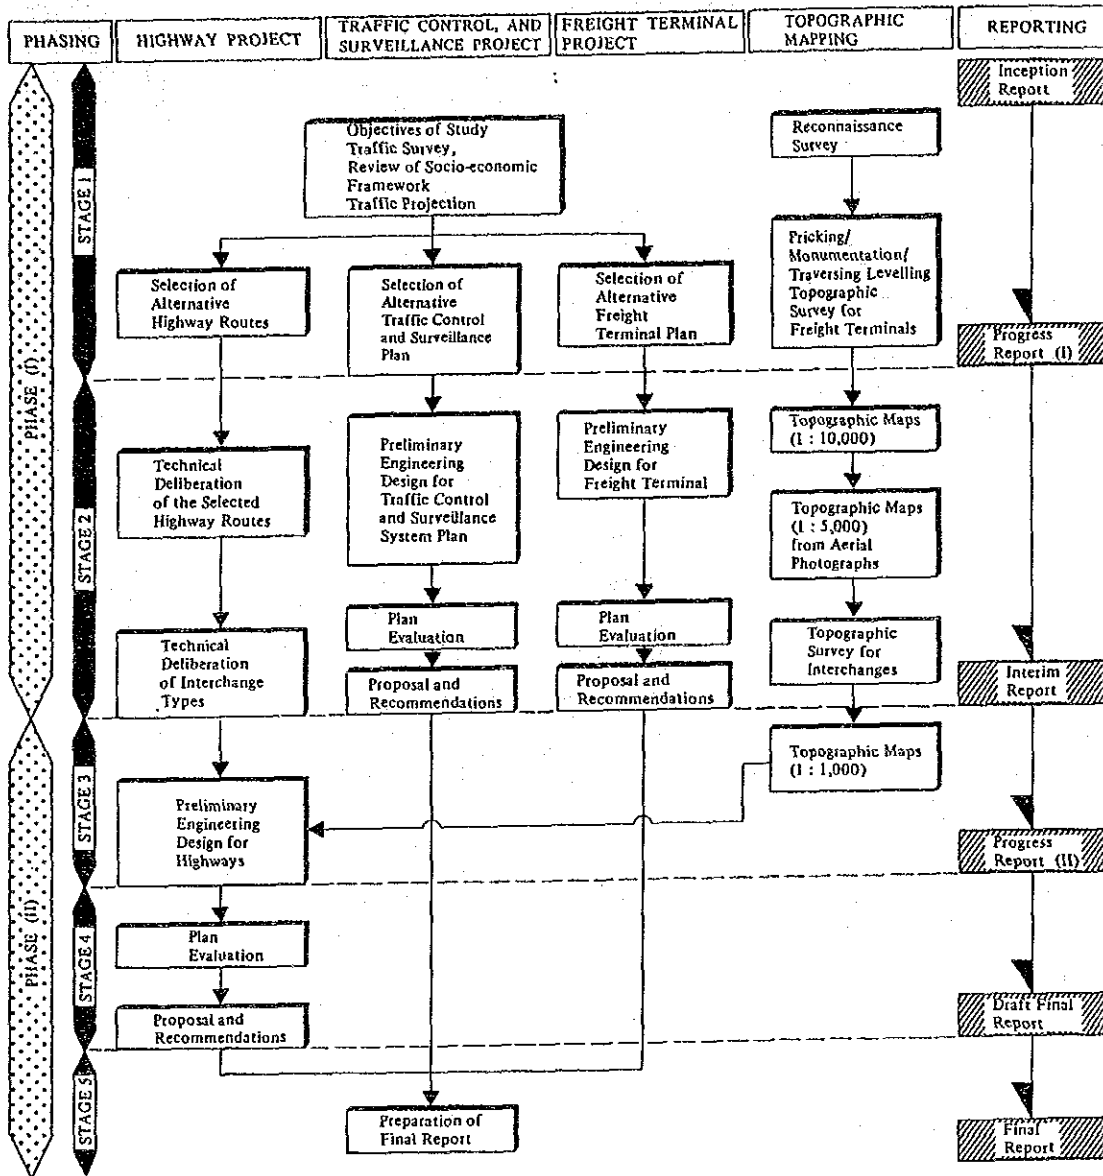 PHASING
HIGHWAY PROJECT
TRAFFIC CONTROL, AND
SURVEILLANCE PROJECT
FREIGHT TERMINAL
PROJECT
TOPOGRAPHIC
MAPPING
REPORTING
PHASE (I)
PHASE (II)
STAGE 1
STAGE 2
STAGE 3
STAGE 4
STAGE 5
Objectives of Study
Traffic Survey,
Review of Socio-economic
Framework
Traffic Projection
Selection of
Alternative
Highway Routes
Technical
Deliberation
of the Selected
Highway Routes
Technical
Deliberation
of Interchange
Types
Preliminary
Engineering
Design for
Highways
Plan
Evaluation
Proposal and
Recommendations
Selection of
Alternative
Traffic Control
and Surveillance
Plan
Preliminary
Engineering
Design for
Traffic Control
and Surveillance
System Plan
Plan
Evaluation
Proposal and
Recommendations
Preparation of
Final Report
Selection of
Alternative
Freight
Terminal Plan
Preliminary
Engineering
Design for
Freight Terminal
Plan
Evaluation
Proposal and
Recommendations
Reconnaissance
Survey
Pricking/
Monumentation/
Traversing Levelling
Topographic
Survey for
Freight Terminals
Topographic Maps
(1 : 10,000)
Topographic Maps
(1 : 5,000)
from Aerial
Photographs
Topographic
Survey for
Interchanges
Topographic Maps
(1 : 1,000)
Inception
Report
Progress
Report (I)
Interim
Report
Progress
Report (II)
Draft Final
Report
Final
Report